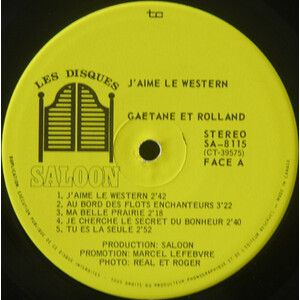 LES DISQUES
SALOON
J'AIME LE WESTERN
GAETANE ET ROLLAND
STEREO
SA-8115
(CT-39575)
FACE A
1 J'AIME LE WESTERN 2'42
2 AU BORD DES FLOTS ENCHANTEURS 3'22
3 MA BELLE PRAIRIE 2'18
4 JE CHERCHE LE SECRET DU BONHEUR 2'40
5 TU ES LA SEULE 2'52
PRODUCTION: SALOON
PROMOTION: MARCEL LEFEBVRE
PHOTO: REAL ET ROGER